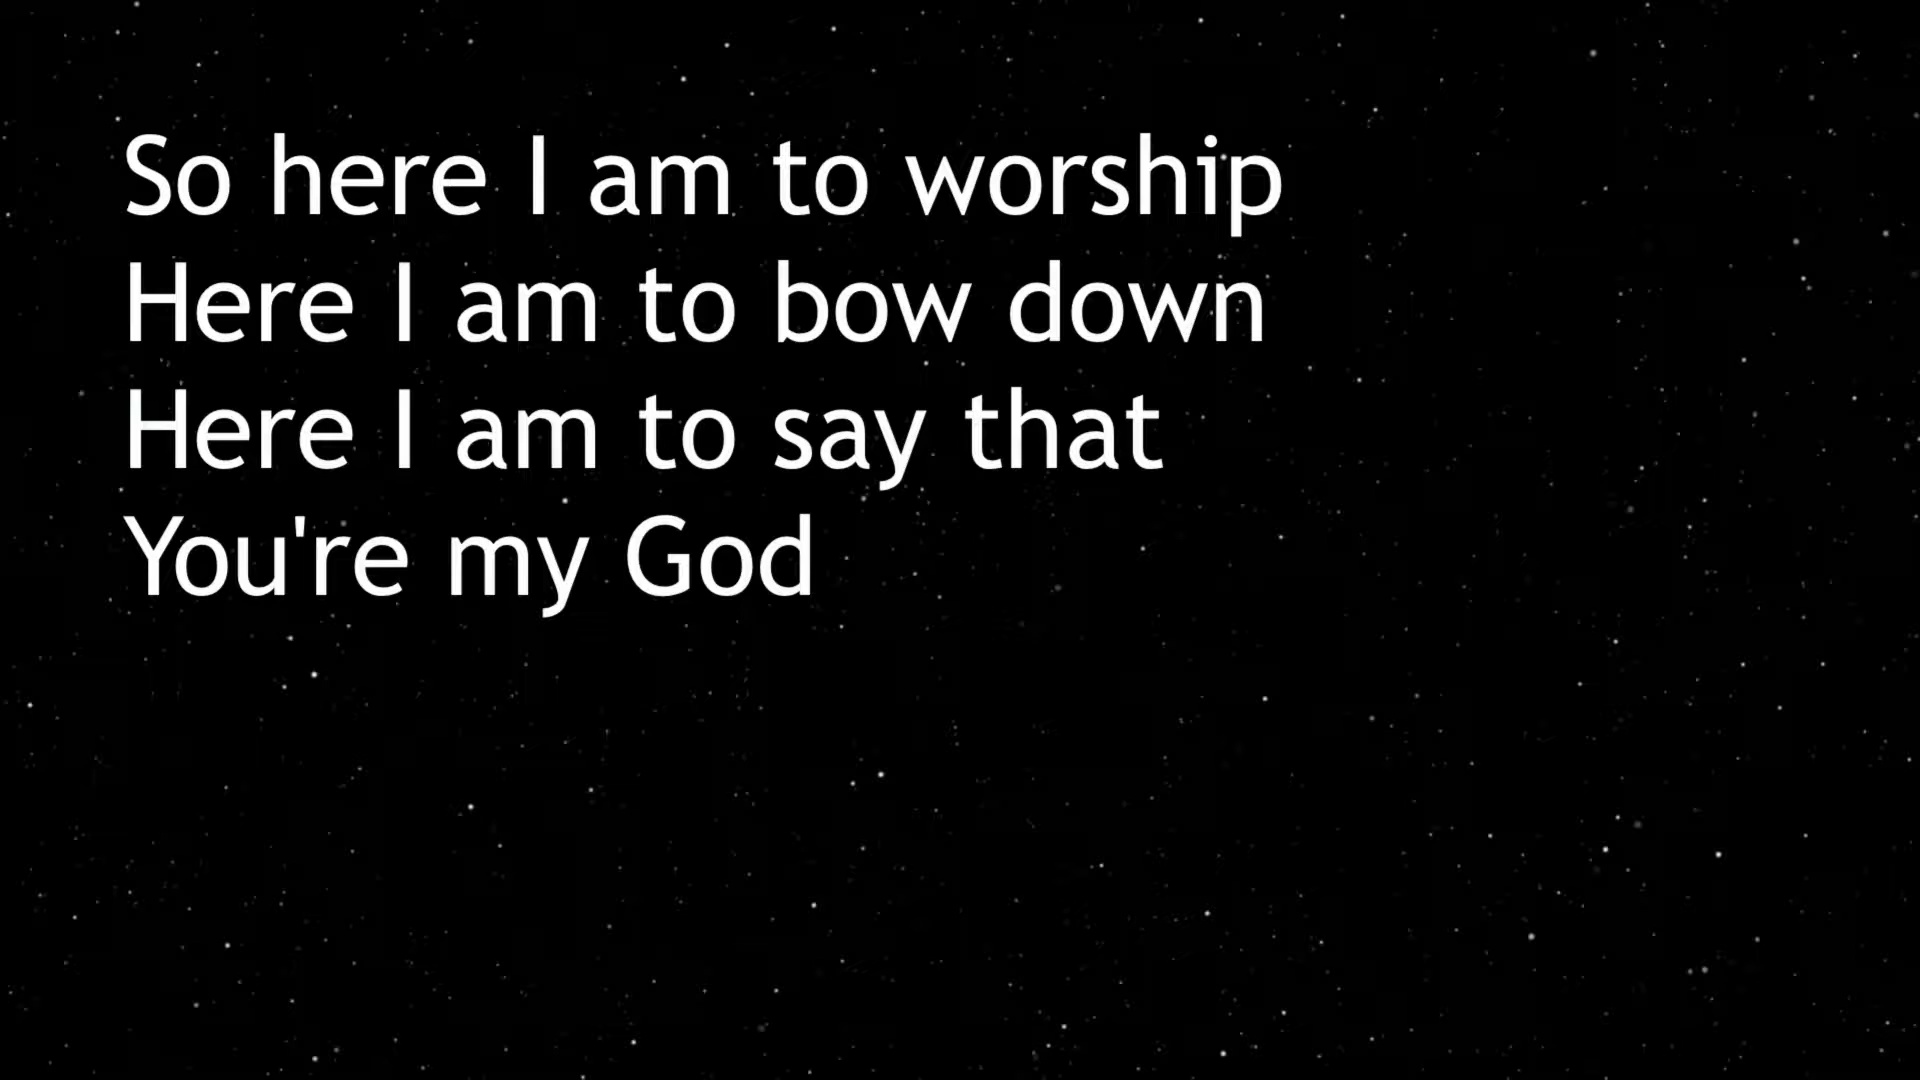 So here I am to worship
Here I am to bow down
Here I am to say that
You're my God